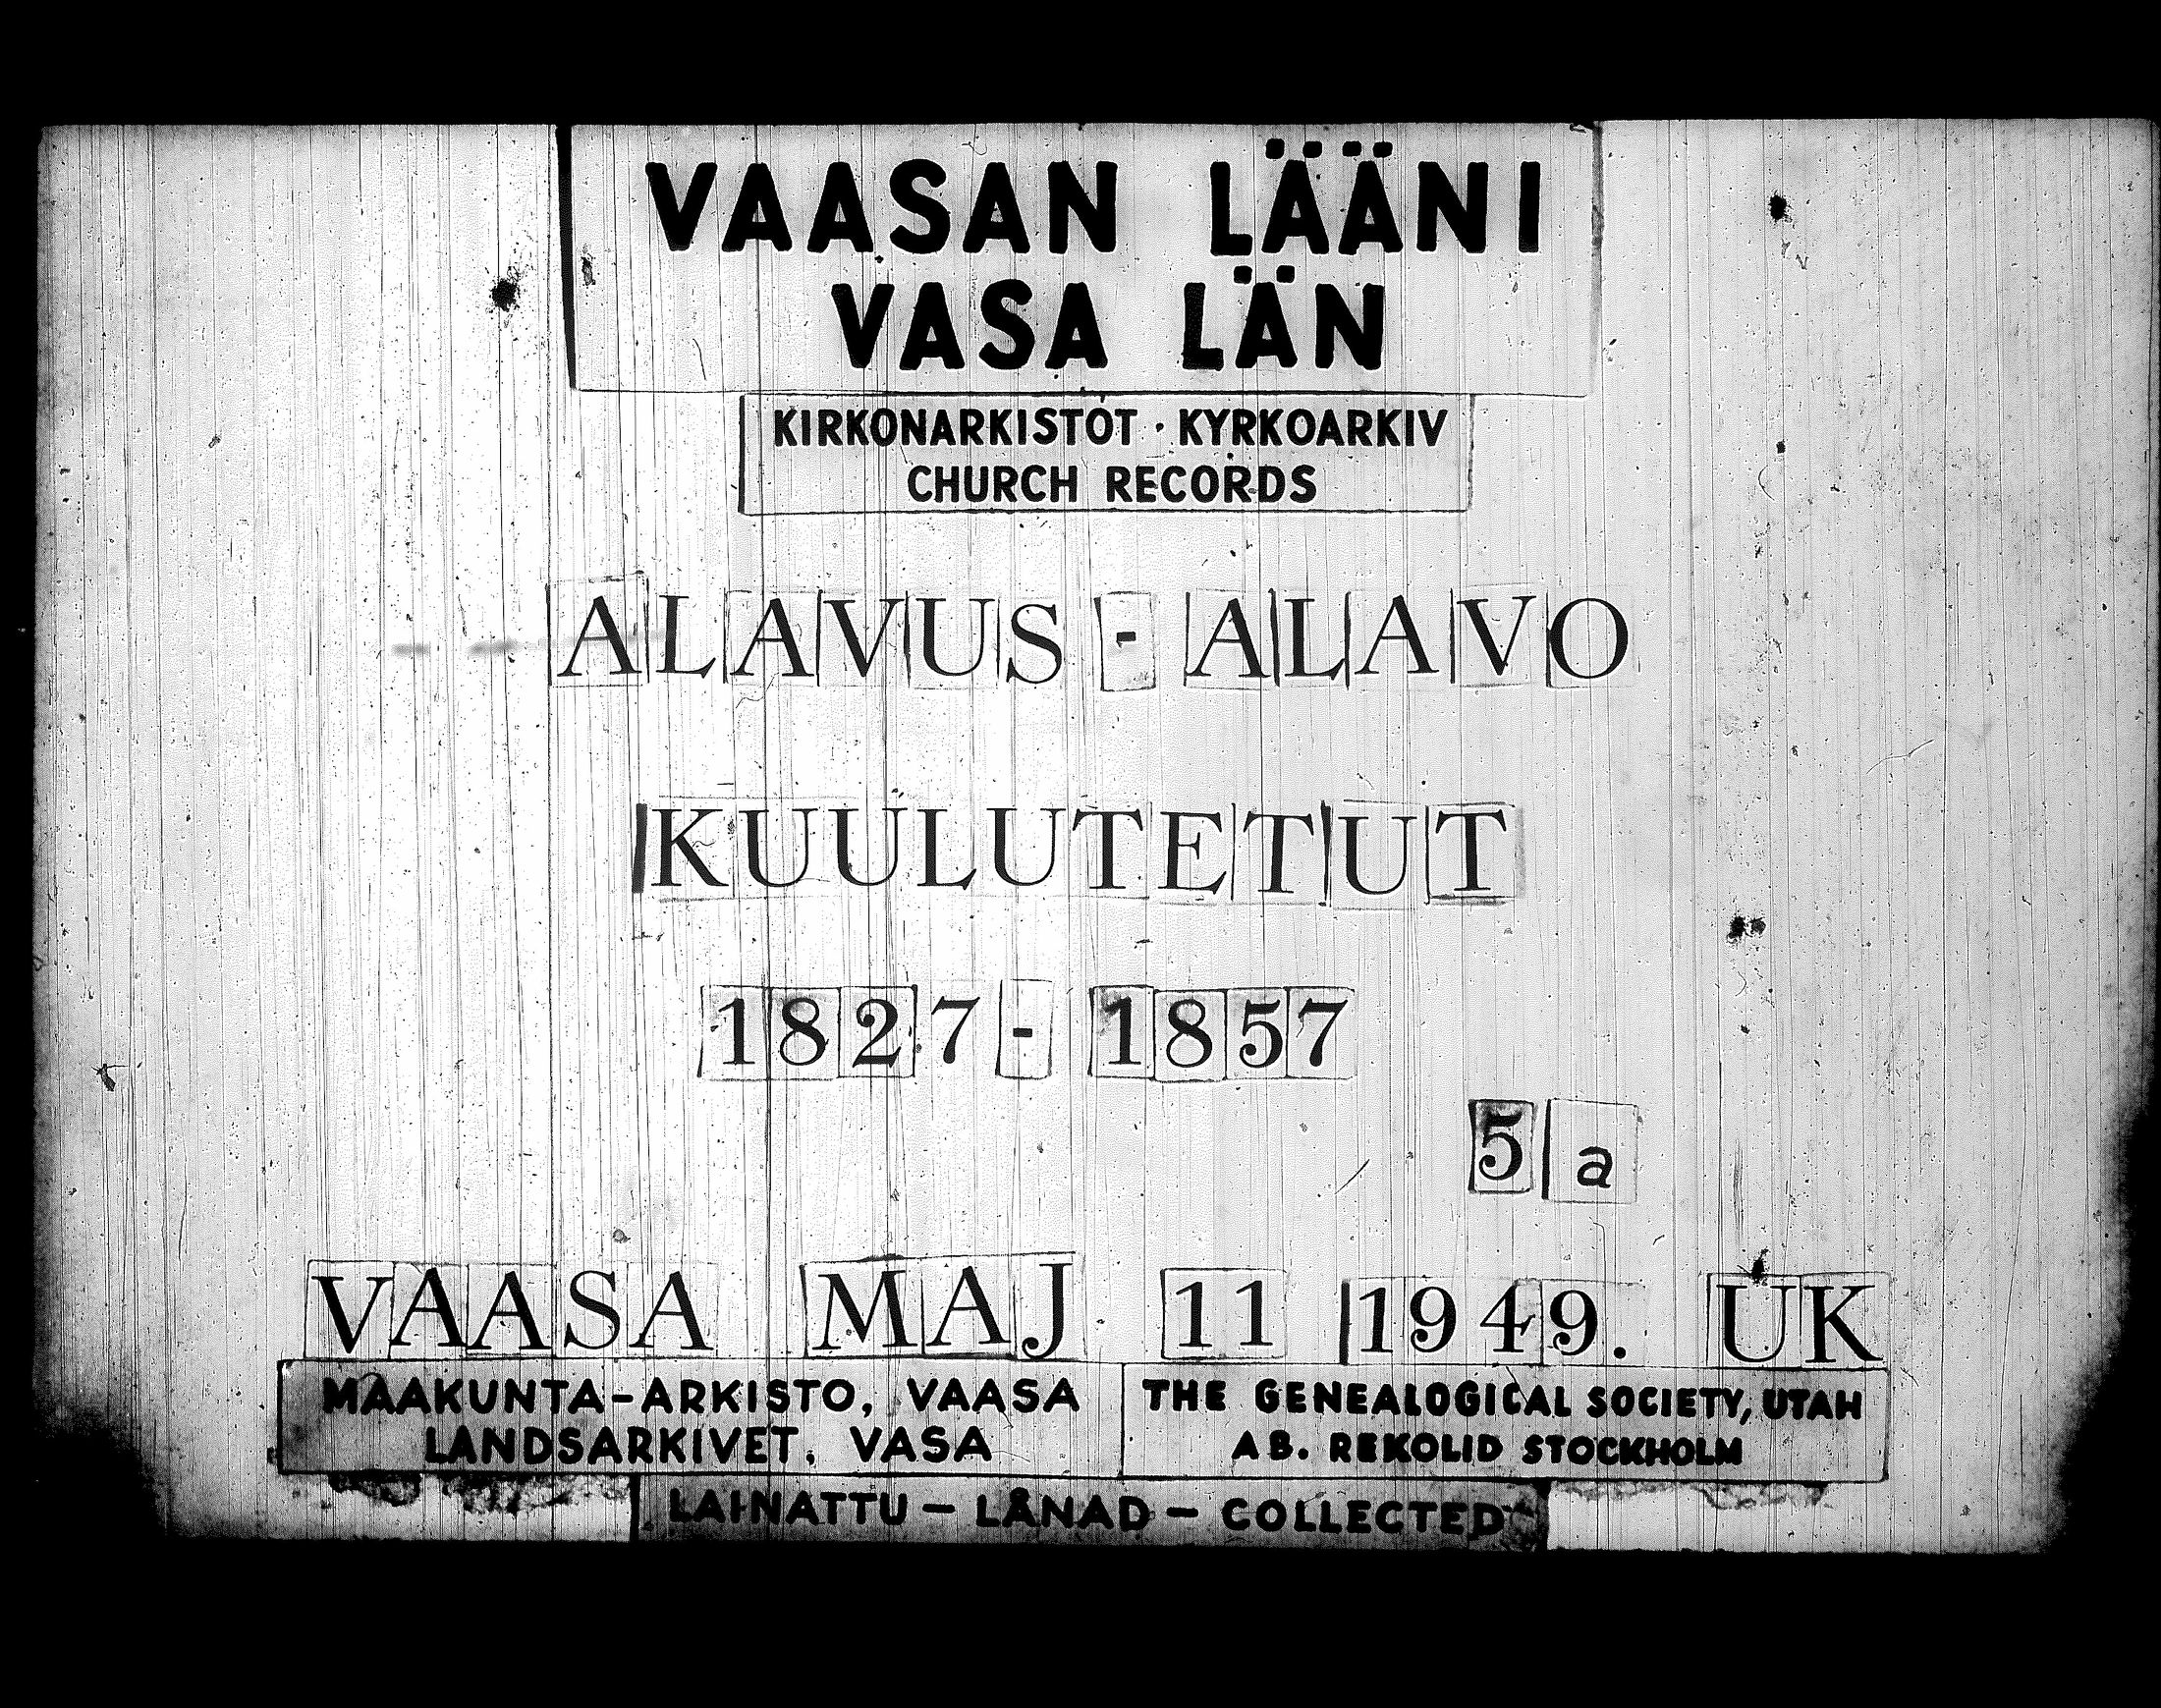 VAASAN LÄÄNI
VASA LÄN
KIRKONARKISTOT · KYRKOARKIV
CHURCH RECORDS
ALAVUS - ALAVO
KUULUTETUT
1827 - 1857
5 a
VAASA MAJ 11 1949. UK
MAAKUNTA-ARKISTO, VAASA
LANDSARKIVET, VASA
THE GENEALOGICAL SOCIETY, UTAH
AB. REKOLID STOCKHOLM
LAINATTU — LÅNAD — COLLECTED